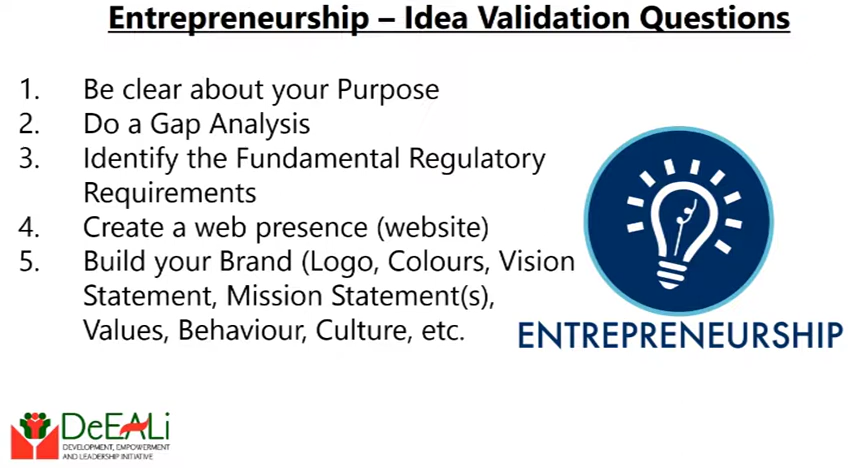 Entrepreneurship – Idea Validation Questions
1. Be clear about your Purpose
2. Do a Gap Analysis
3. Identify the Fundamental Regulatory
Requirements
4. Create a web presence (website)
5. Build your Brand (Logo, Colours, Vision
Statement, Mission Statement(s),
Values, Behaviour, Culture, etc.
ENTREPRENEURSHIP
DeEALi
DEVELOPMENT, EMPOWERMENT
AND LEADERSHIP INITIATIVE